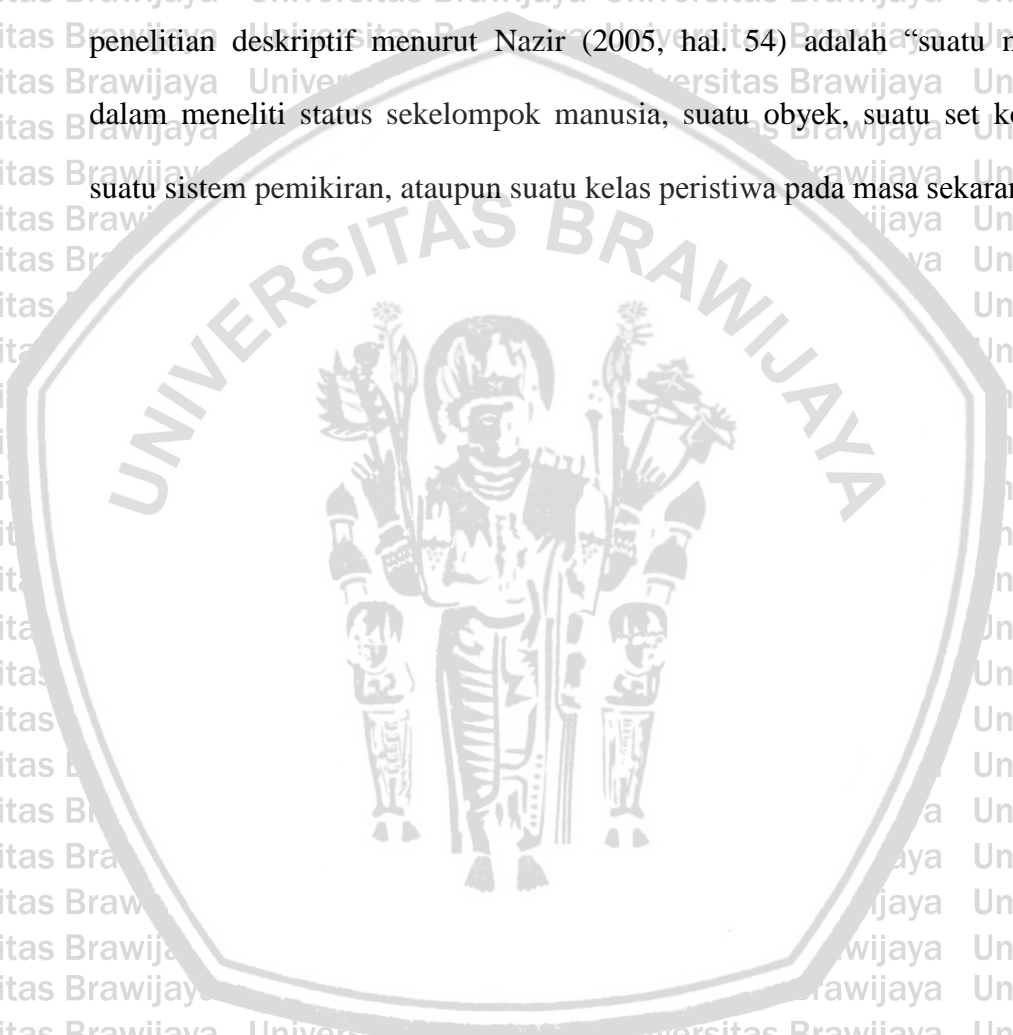 penelitian deskriptif menurut Nazir (2005, hal. 54) adalah “suatu
dalam meneliti status sekelompok manusia, suatu obyek, suatu set
suatu sistem pemikiran, ataupun suatu kelas peristiwa pada masa
UNIVERSITAS BRAWIJAYA